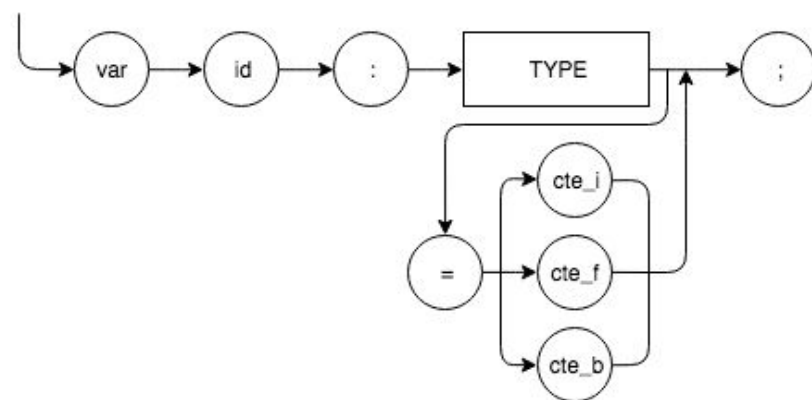 var id : TYPE ;
cte_i
= cte_f
cte_b